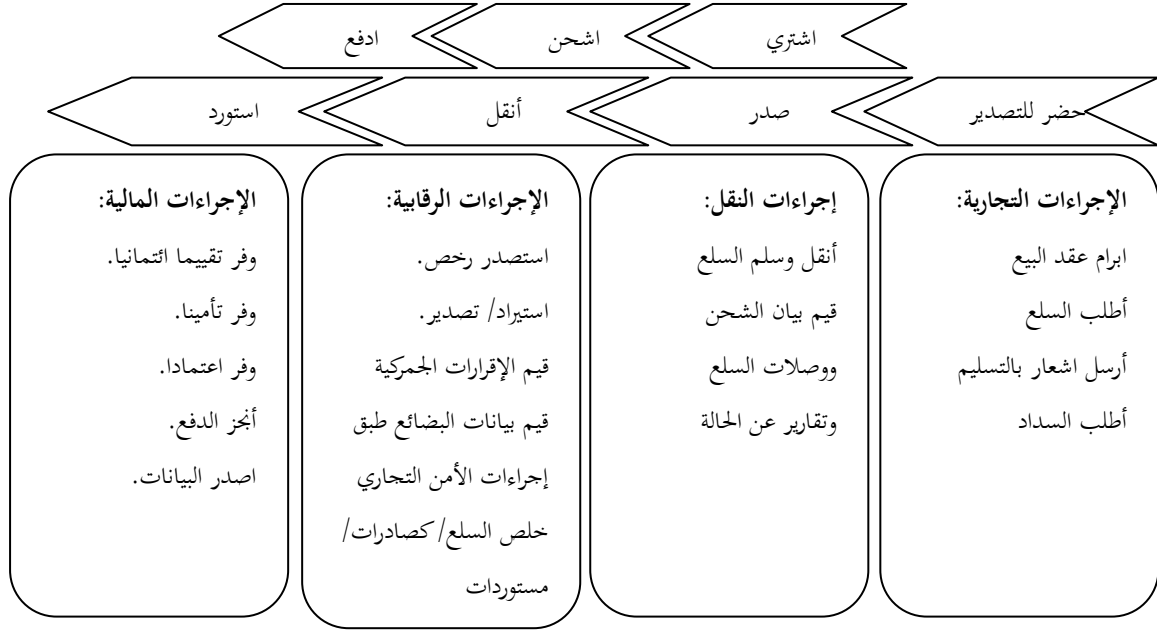 اشتري
اشحن
ادفع
حضر للتصدير
صدر
أنقل
استورد
الإجراءات التجارية:
ابرام عقد البيع
أطلب السلع
أرسل اشعار بالتسليم
أطلب السداد
إجراءات النقل:
أنقل وسلم السلع
قيم بيان الشحن
ووصلات السلع
وتقارير عن الحالة
الإجراءات الرقابية:
استصدر رخص.
استيراد/ تصدير.
قيم الإقرارات الجمركية
قيم بيانات البضائع طبق
إجراءات الأمن التجاري
خلص السلع/ كصادرات/
مستوردات
الإجراءات المالية:
وفر تقييما ائتمانيا.
وفر تأمينا.
وفر اعتمادا.
أنجز الدفع.
اصدر البيانات.